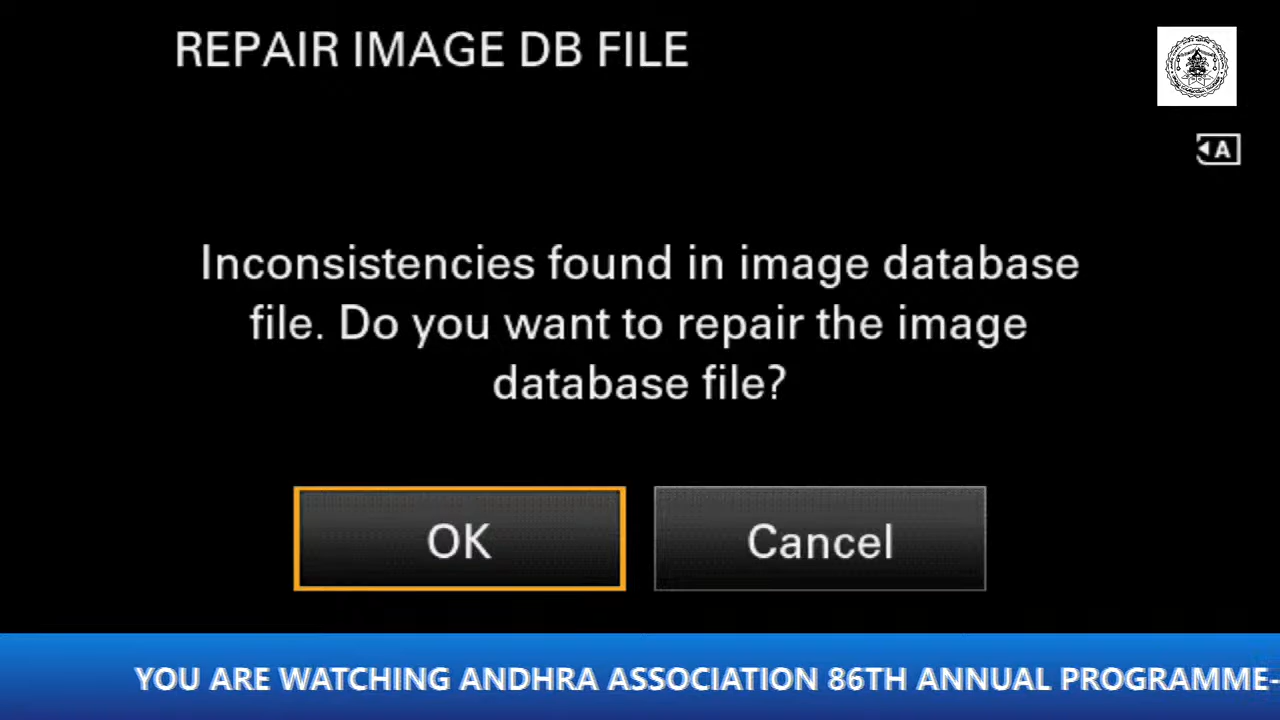 REPAIR IMAGE DB FILE
A
Inconsistencies found in image database
file. Do you want to repair the image
database file?
OK
Cancel
YOU ARE WATCHING ANDHRA ASSOCIATION 86TH ANNUAL PROGRAMME-